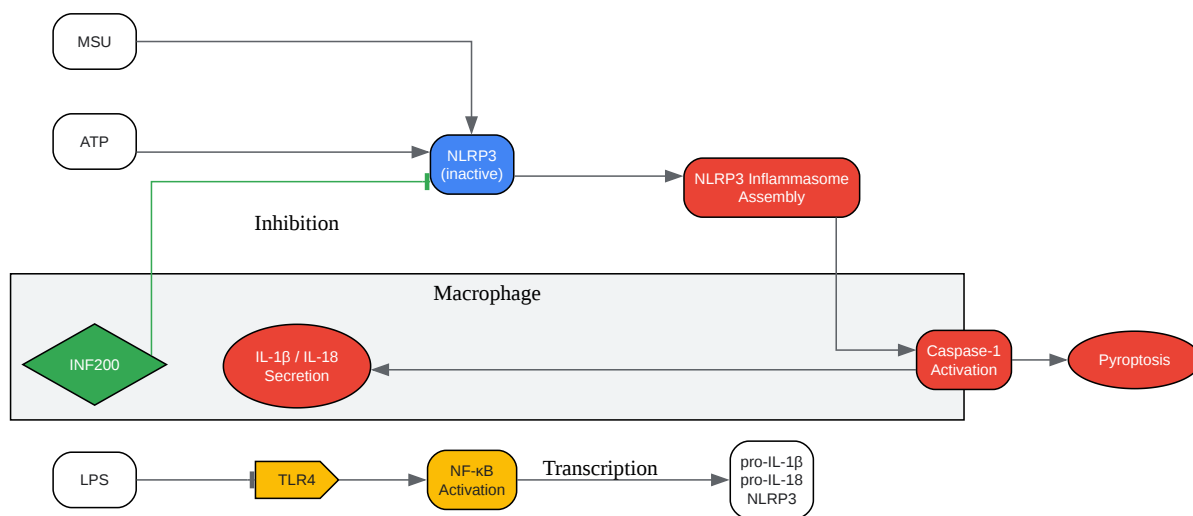 MSU
ATP
NLRP3
(inactive)
NLRP3 Inflammasome
Assembly
Inhibition
Macrophage
INF200
IL-1β / IL-18
Secretion
Caspase-1
Activation
Pyroptosis
LPS
TLR4
NF-κB
Activation
Transcription
pro-IL-1β
pro-IL-18
NLRP3